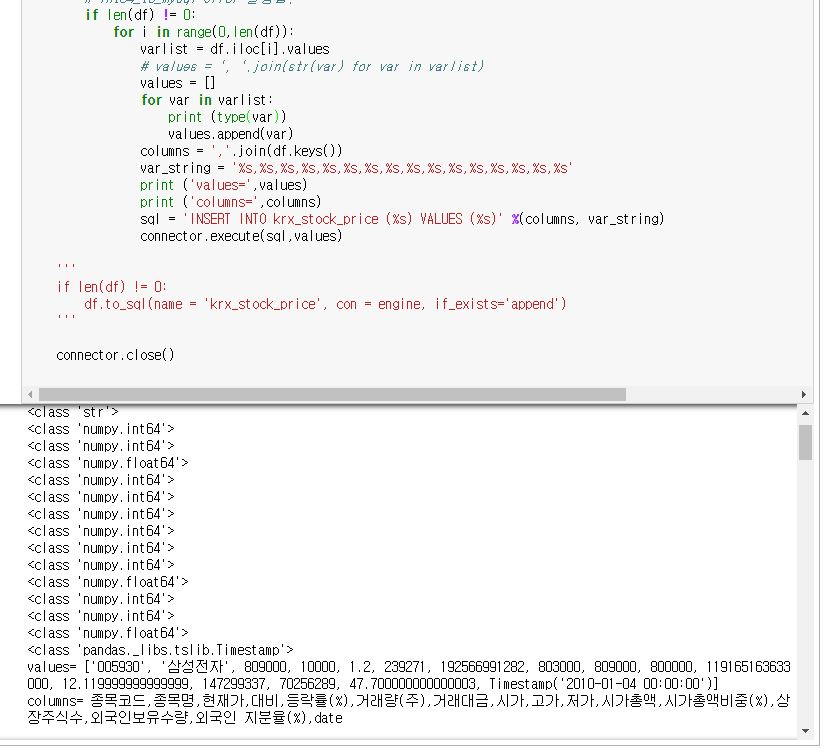 if len(df) != 0:
for i in range(0,len(df)):
varlist = df.iloc[i].values
# values = ‘, ‘.join(str(var) for var in varlist)
values = []
for var in varlist:
print (type(var))
values.append(var)
columns = ','.join(df.keys())
var_string = '%s,%s,%s,%s,%s,%s,%s,%s,%s,%s,%s,%s,%s,%s,%s,%s'
print ('values=',values)
print ('columns=',columns)
sql = 'INSERT INTO krx_stock_price (%s) VALUES (%s)' %(columns, var_string)
connector.execute(sql,values)
'''
if len(df) != 0:
df.to_sql(name = 'krx_stock_price', con = engine, if_exists='append')
'''
connector.close()
<class 'str'>
<class 'numpy.int64'>
<class 'numpy.int64'>
<class 'numpy.float64'>
<class 'numpy.int64'>
<class 'numpy.int64'>
<class 'numpy.int64'>
<class 'numpy.int64'>
<class 'numpy.int64'>
<class 'numpy.int64'>
<class 'numpy.float64'>
<class 'numpy.int64'>
<class 'numpy.int64'>
<class 'numpy.float64'>
<class 'pandas._libs.tslib.Timestamp'>
values= ['005930', '삼성전자', 809000, 10000, 1.2, 239271, 192566991282, 803000, 809000, 800000, 119165163633
000, 12.119999999999999, 147299337, 70256289, 47.700000000000003, Timestamp('2010-01-04 00:00:00')]
columns= 종목코드,종목명,현재가,대비,등락률(%),거래량(주),거래대금,시가,고가,저가,시가총액,시가총액비중(%),상
장주식수,외국인보유수량,외국인 지분율(%),date